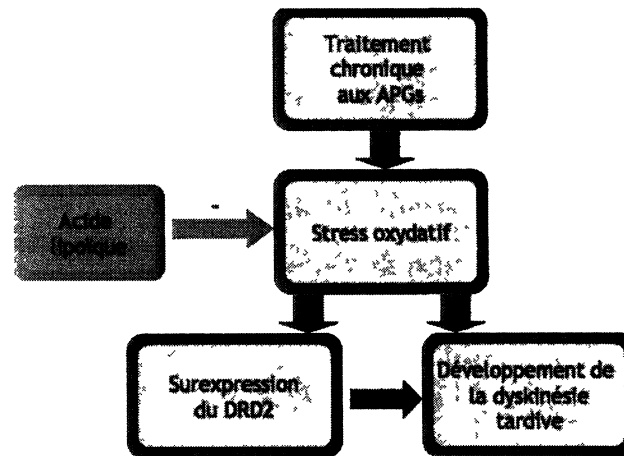 Traitement
chronique
aux APGs
Acide
lipoïque
-
Stress oxydatif
Surexpression
du DRD2
Développement de
la dyskinésie
tardive